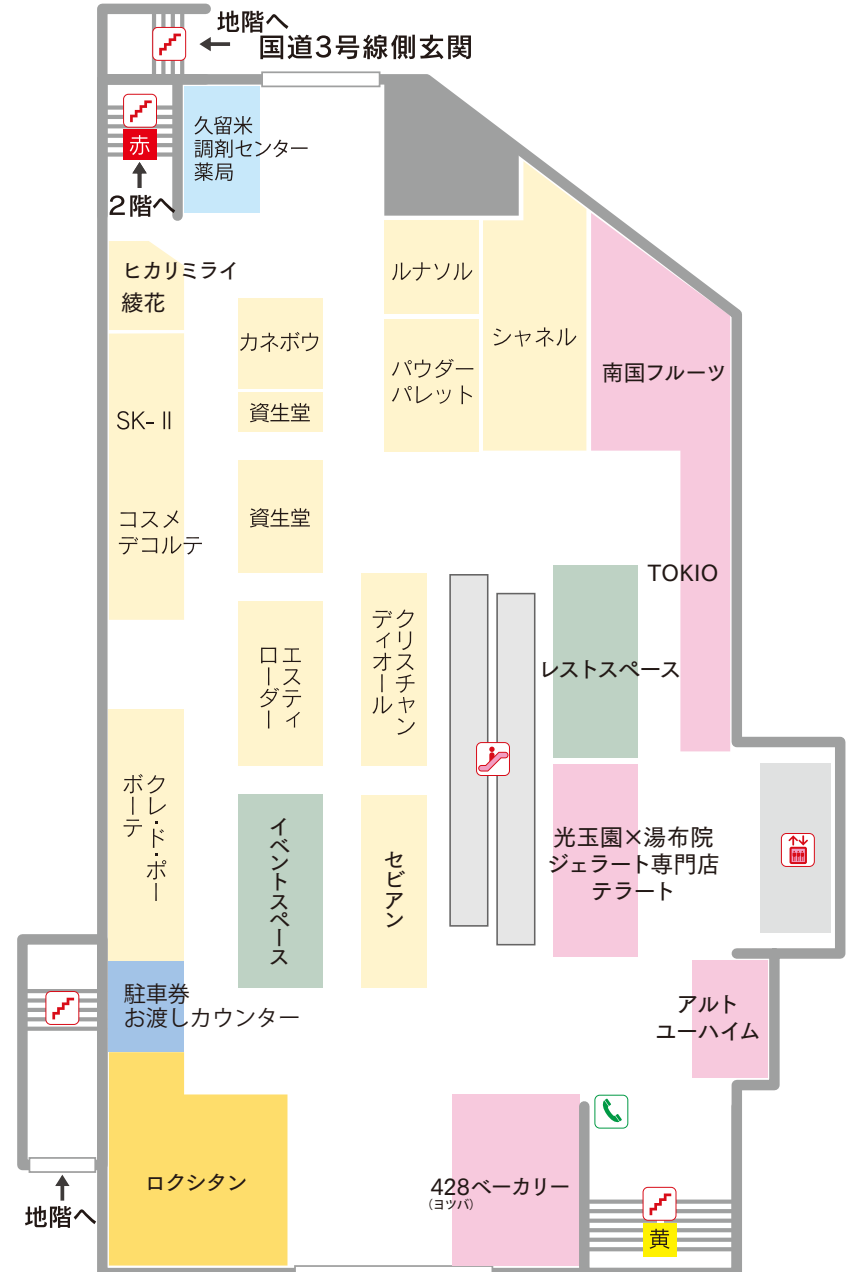 地階へ
国道3号線側玄関
赤
2階へ
久留米
調剤センター
薬局
ヒカリミライ
綾花
ルナソル
シャネル
カネボウ
パウダー
パレット
南国フルーツ
SK-Ⅱ
資生堂
コスメ
デコルテ
資生堂
TOKIO
クリスチャン
ディオール
エスティ
ローダー
レストスペース
クレ・ド・ポー
ボーテ
イベントスペース
セビアン
光玉園×湯布院
ジェラート専門店
テラート
駐車券
お渡しカウンター
アルト
ユーハイム
ロクシタン
428ベーカリー
(ヨツバ)
地階へ
黄